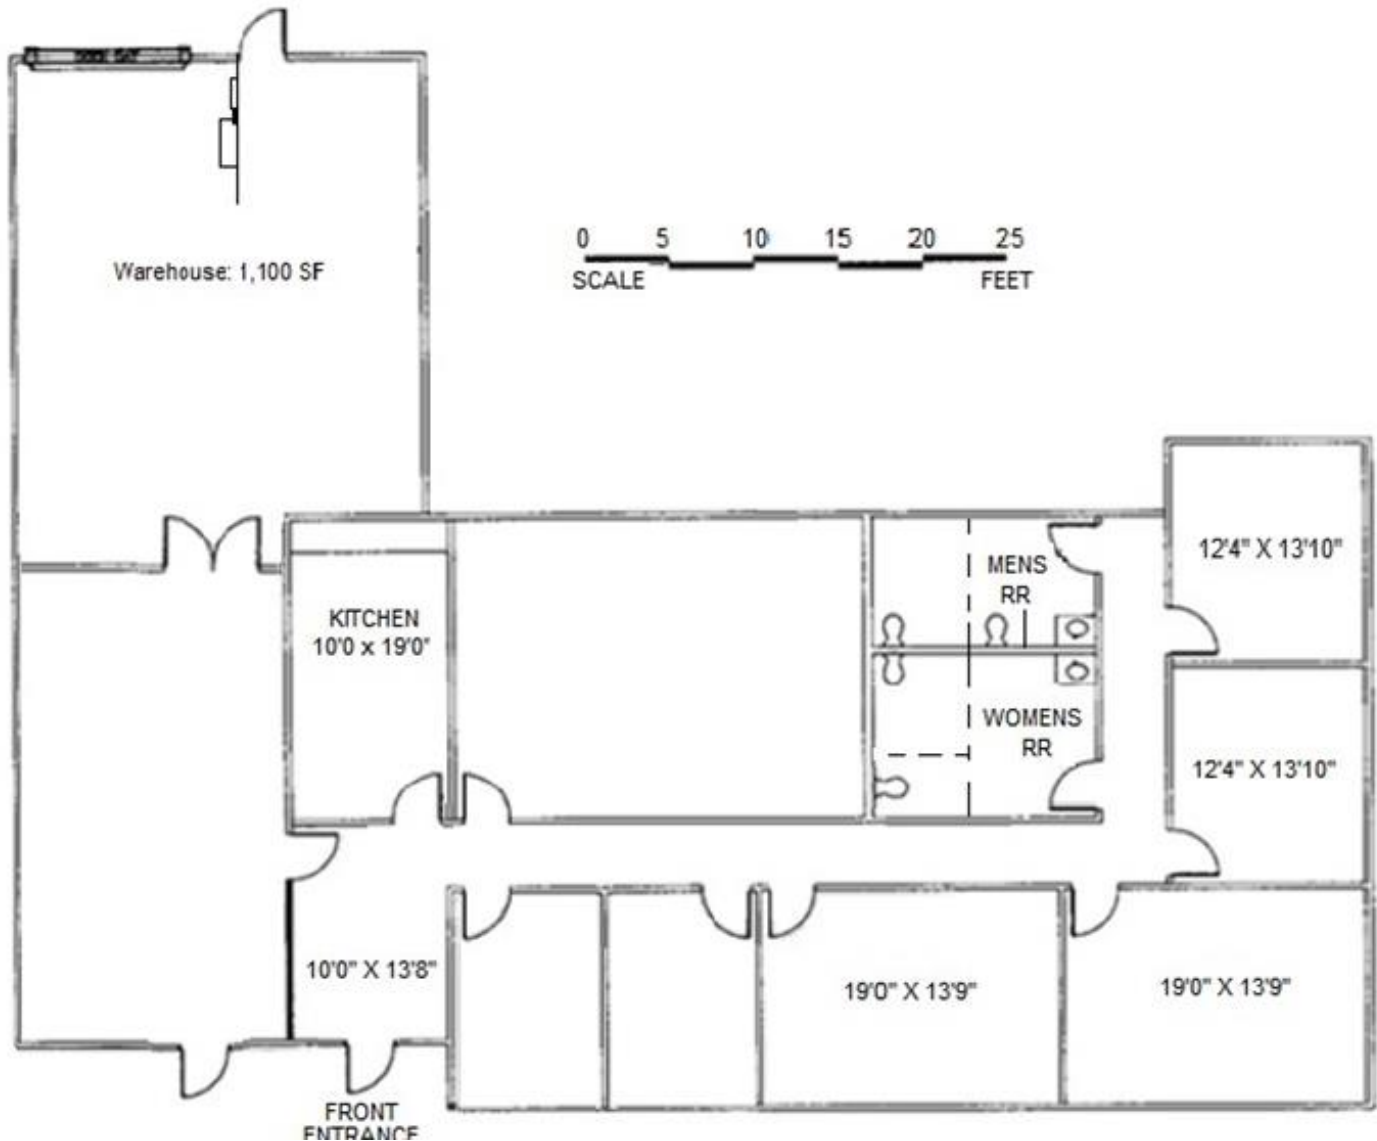 0 5 10 15 20 25
SCALE FEET
Warehouse: 1,100 SF
12'4" X 13'10"
MENS
RR
KITCHEN
10'0 x 19'0"
WOMENS
RR
12'4" X 13'10"
10'0" X 13'8"
19'0" X 13'9"
19'0" X 13'9"
FRONT
ENTRANCE